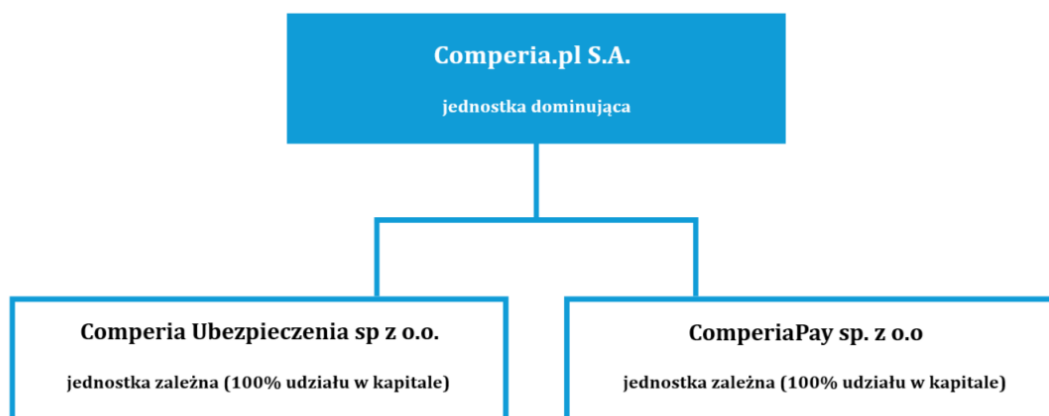 Comperia.pl S.A.
jednostka dominująca
Comperia Ubezpieczenia sp z o.o.
jednostka zależna (100% udziału w kapitale)
ComperiaPay sp. z o.o
jednostka zależna (100% udziału w kapitale)